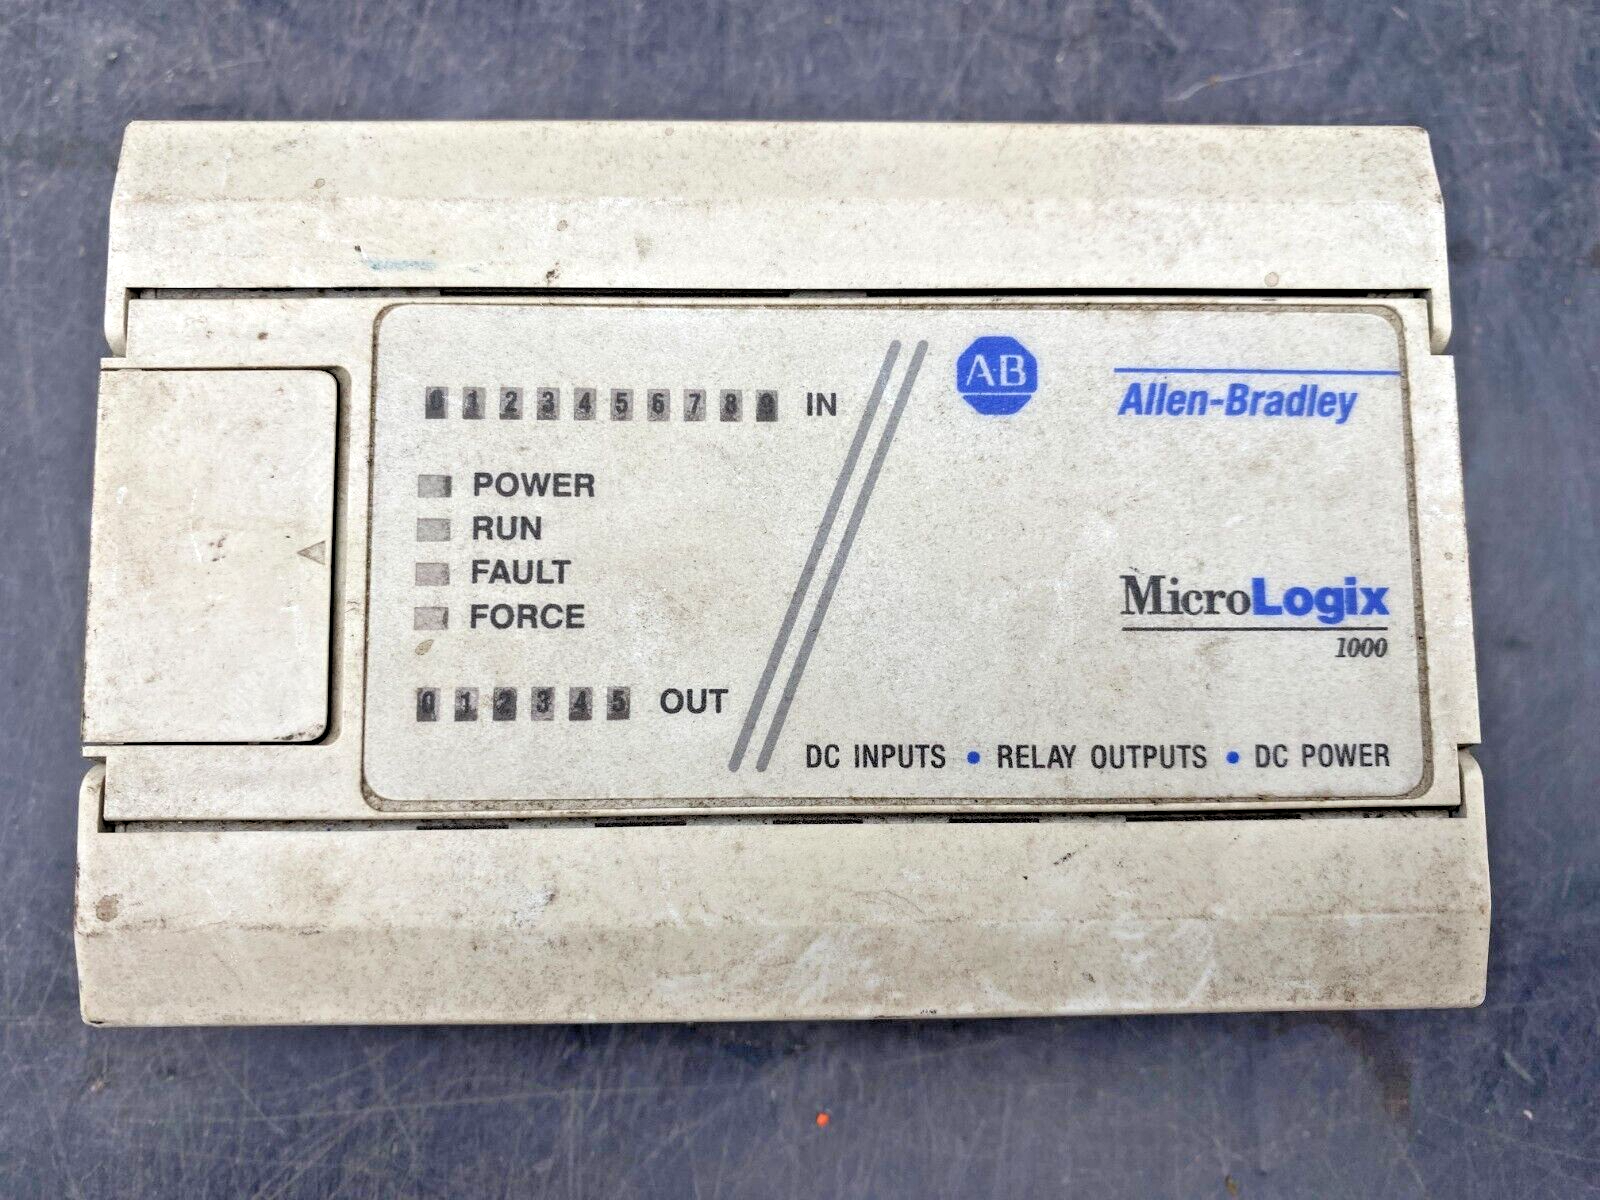 0 1 2 3 4 5 6 7 8 9 IN
AB
Allen-Bradley
POWER
RUN
FAULT
FORCE
MicroLogix
1000
0 1 2 3 4 5 OUT
DC INPUTS • RELAY OUTPUTS • DC POWER